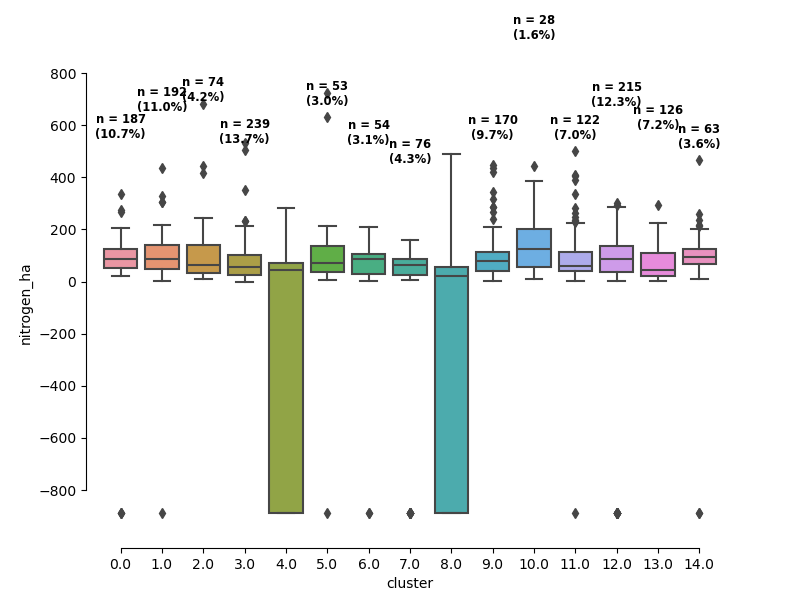 n = 28
(1.6%)
n = 74
(4.2%)
n = 53
(3.0%)
n = 215
(12.3%)
n = 192
(11.0%)
n = 126
(7.2%)
n = 187
(10.7%)
n = 170
(9.7%)
n = 122
(7.0%)
n = 239
(13.7%)
n = 54
(3.1%)
n = 63
(3.6%)
n = 76
(4.3%)
800
600
400
200
0
−200
−400
−600
−800
nitrogen_ha
0.0 1.0 2.0 3.0 4.0 5.0 6.0 7.0 8.0 9.0 10.0 11.0 12.0 13.0 14.0
cluster